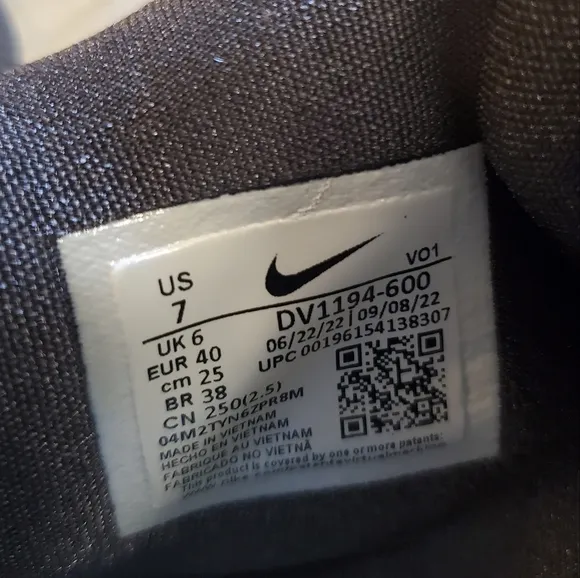 US
7
VO1
DV1194-600
06/22/22 | 09/08/22
UPC 00196154138307
UK 6
EUR 40
cm 25
BR 38
CN 250(2.5)
04M2TYN6ZPR8M
MADE IN VIETNAM
HECHO EN VIETNAM
FABRIQUE AU VIETNAM
FABRICADO NO VIETNÃ
This product is covered by one or more patents.